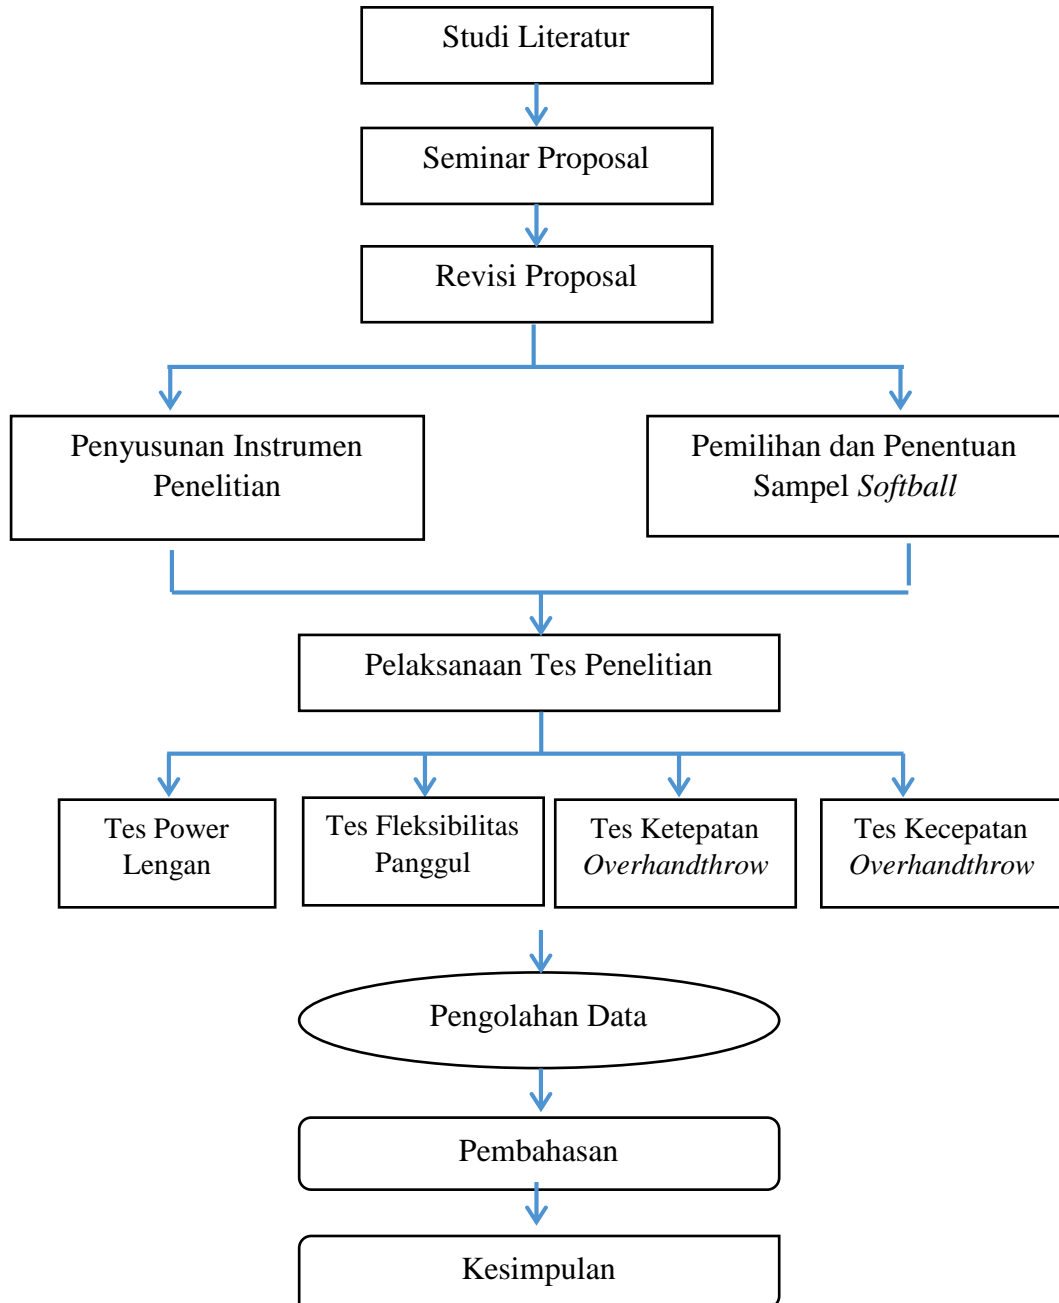 Studi Literatur
Seminar Proposal
Revisi Proposal
Penyusunan Instrumen
Penelitian
Pemilihan dan Penentuan
Sampel Softball
Pelaksanaan Tes Penelitian
Tes Power
Lengan
Tes Fleksibilitas
Panggul
Tes Ketepatan
Overhandthrow
Tes Kecepatan
Overhandthrow
Pengolahan Data
Pembahasan
Kesimpulan